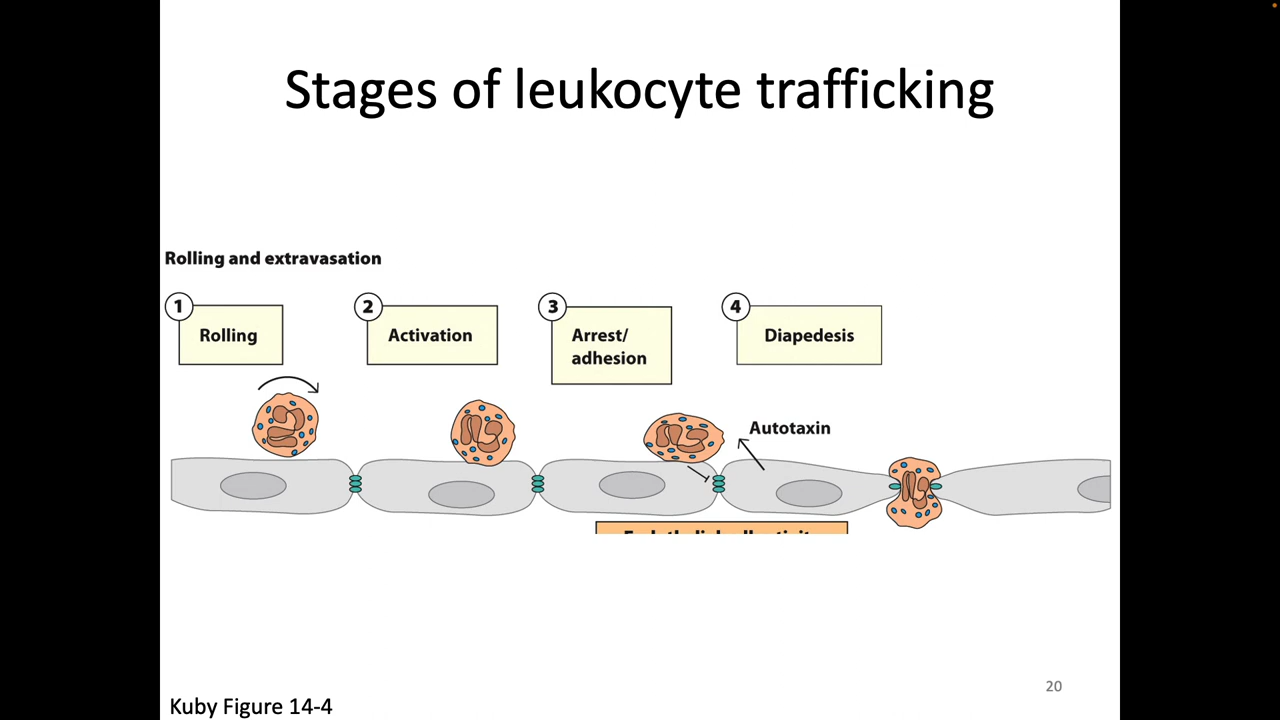 Stages of leukocyte trafficking
Rolling and extravasation
1
Rolling
2
Activation
3
Arrest/
adhesion
4
Diapedesis
Autotaxin
20
Kuby Figure 14-4